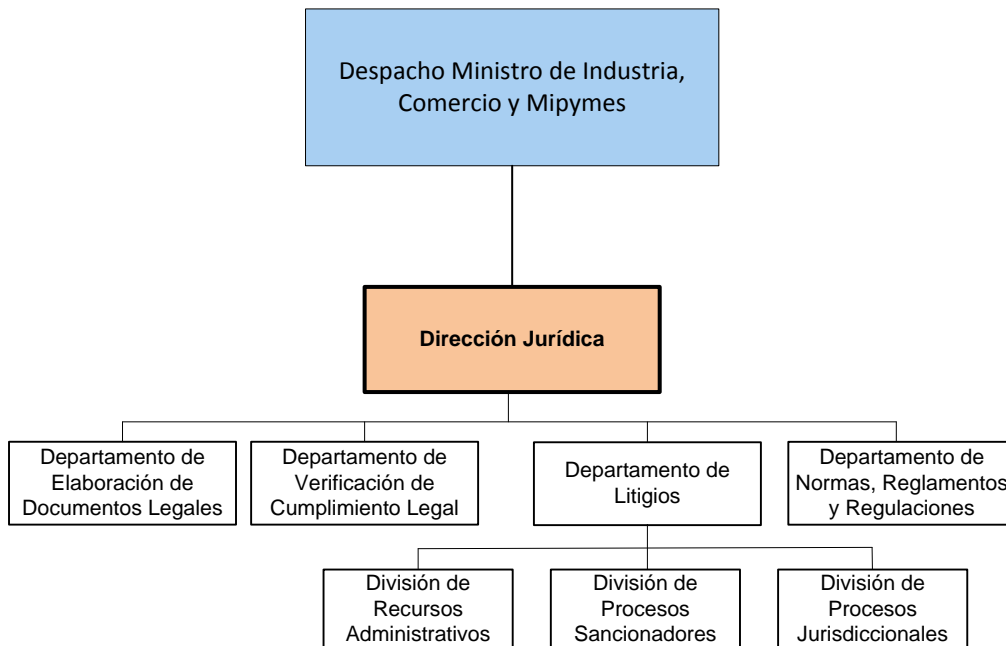 Despacho Ministro de Industria,
Comercio y Mipymes
Dirección Jurídica
Departamento de
Elaboración de
Documentos Legales
Departamento de
Verificación de
Cumplimiento Legal
Departamento de
Litigios
Departamento de
Normas, Reglamentos
y Regulaciones
División de
Recursos
Administrativos
División de
Procesos
Sancionadores
División de
Procesos
Jurisdiccionales